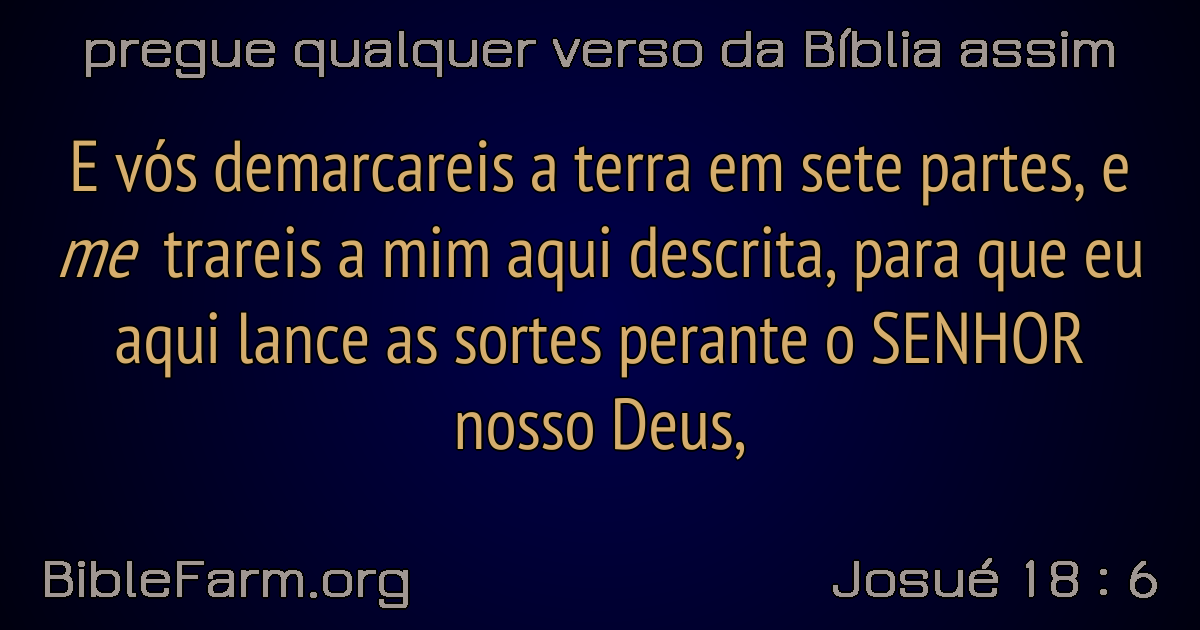 pregue qualquer verso da Bíblia assim
E vós demarcareis a terra em sete partes, e
me trareis a mim aqui descrita, para que eu
aqui lance as sortes perante o SENHOR
nosso Deus,
BibleFarm.org
Josué 18 : 6